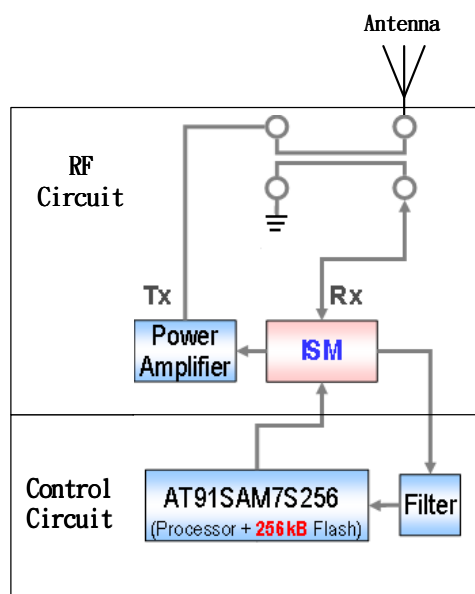 Antenna
RF
Circuit
Tx
Rx
Power
Amplifier
ISM
Control
Circuit
AT91SAM7S256
(Processor + 256kB Flash)
Filter